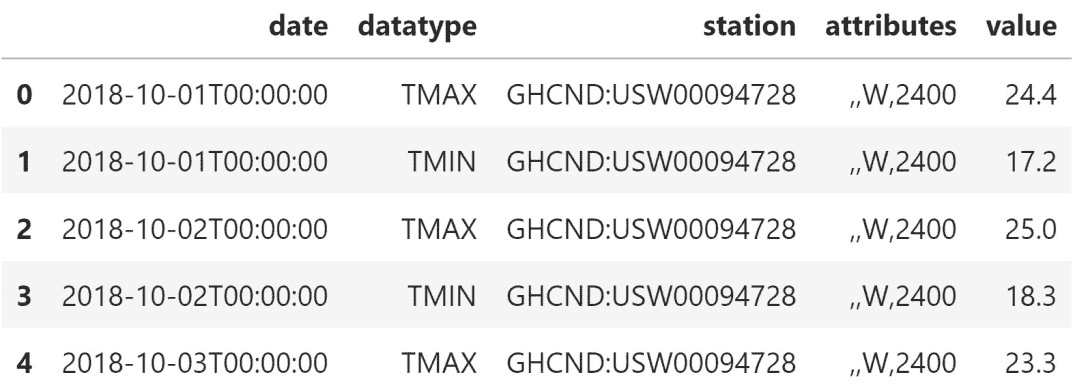 date datatype station attributes value
0 2018-10-01T00:00:00 TMAX GHCND:USW00094728 ,,W,2400 24.4
1 2018-10-01T00:00:00 TMIN GHCND:USW00094728 ,,W,2400 17.2
2 2018-10-02T00:00:00 TMAX GHCND:USW00094728 ,,W,2400 25.0
3 2018-10-02T00:00:00 TMIN GHCND:USW00094728 ,,W,2400 18.3
4 2018-10-03T00:00:00 TMAX GHCND:USW00094728 ,,W,2400 23.3